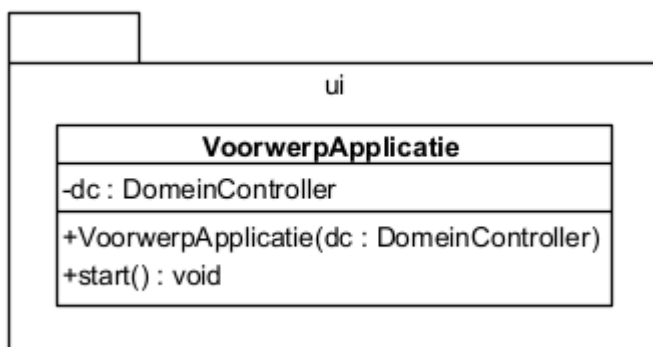 ui
VoorwerpApplicatie
-dc : DomeinController
+VoorwerpApplicatie(dc : DomeinController)
+start() : void